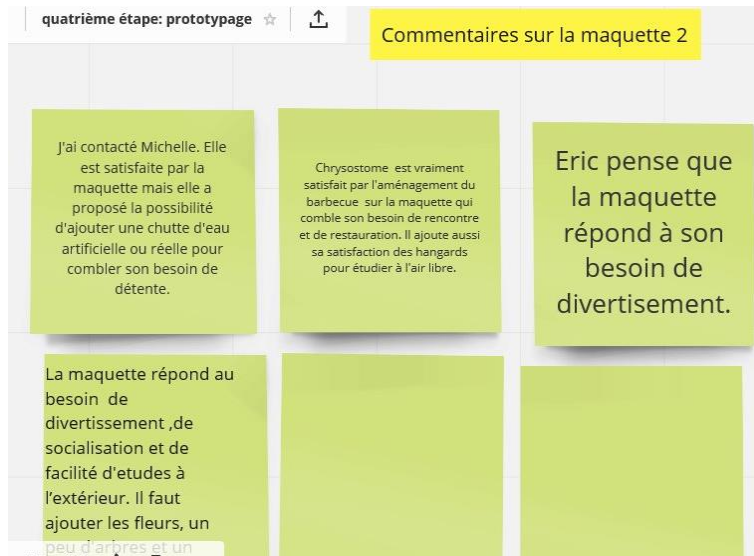 quatrième étape: prototypage
Commentaires sur la maquette 2
J'ai contacté Michelle. Elle
est satisfaite par la
maquette mais elle a
proposé la possibilité
d'ajouter une chutte d'eau
artificielle ou réelle pour
combler son besoin de
détente.
Chrysostome est vraiment
satisfait par l'aménagement du
barbecue sur la maquette qui
comble son besoin de rencontre
et de restauration. Il ajoute aussi
sa satisfaction des hangards
pour étudier à l'air libre.
Eric pense que
la maquette
répond à son
besoin de
divertisement.
La maquette répond au
besoin de
divertissement ,de
socialisation et de
facilité d'etudes à
l'extérieur. Il faut
ajouter les fleurs, un
peu d'arbres et un